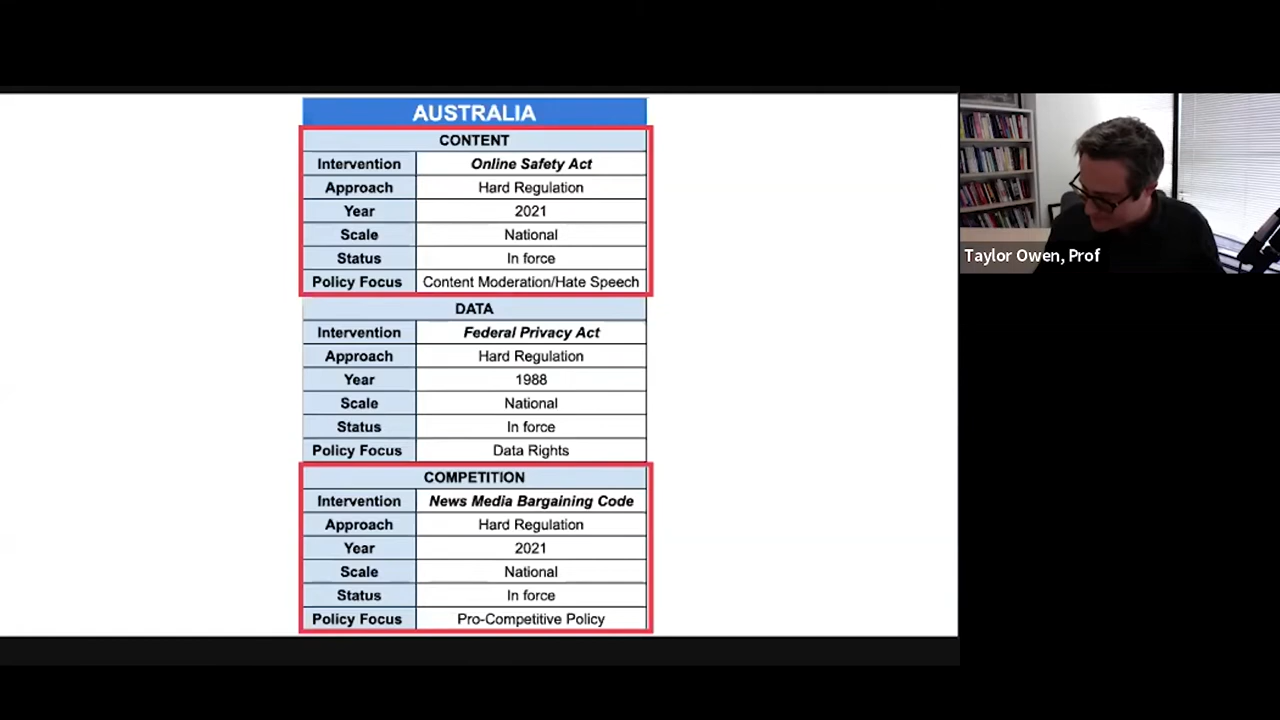 AUSTRALIA
CONTENT
Intervention Online Safety Act
Approach Hard Regulation
Year 2021
Scale National
Status In force
Policy Focus Content Moderation/Hate Speech
DATA
Intervention Federal Privacy Act
Approach Hard Regulation
Year 1988
Scale National
Status In force
Policy Focus Data Rights
COMPETITION
Intervention News Media Bargaining Code
Approach Hard Regulation
Year 2021
Scale National
Status In force
Policy Focus Pro-Competitive Policy
Taylor Owen, Prof